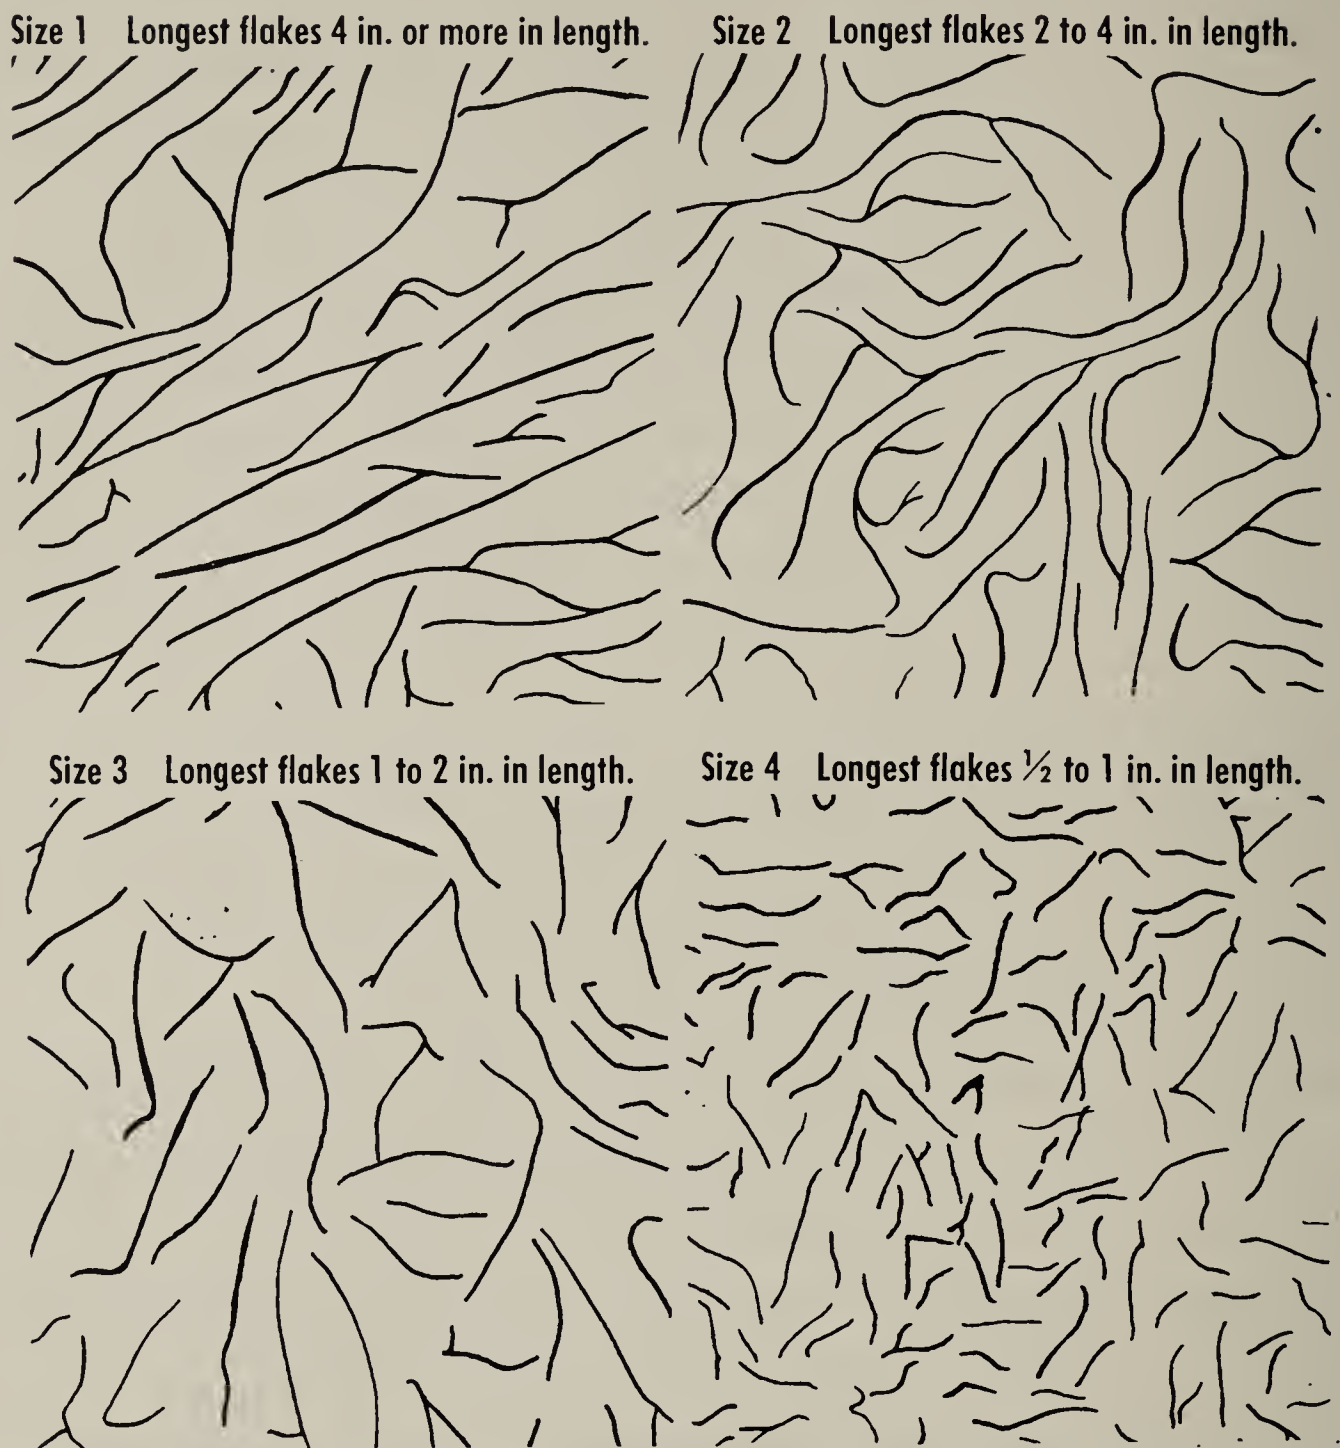 Size 1 Longest flakes 4 in. or more in length.
Size 2 Longest flakes 2 to 4 in. in length.
Size 3 Longest flakes 1 to 2 in. in length.
Size 4 Longest flakes ½ to 1 in. in length.